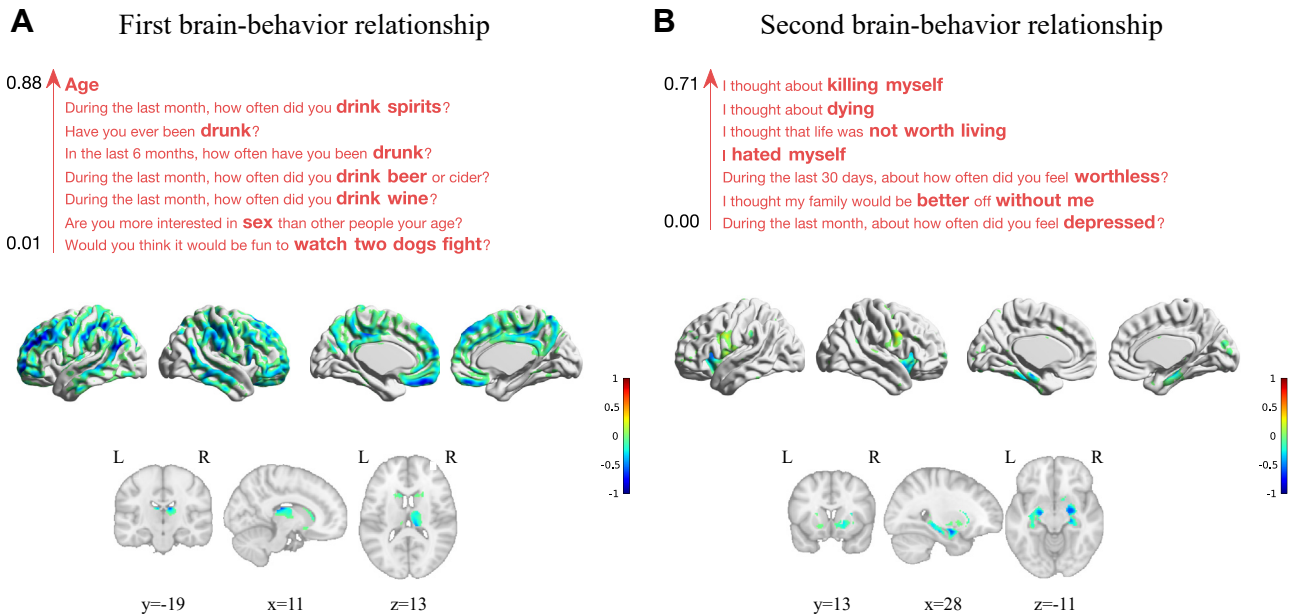 A
First brain-behavior relationship
0.88
Age
During the last month, how often did you drink spirits?
Have you ever been drunk?
In the last 6 months, how often have you been drunk?
During the last month, how often did you drink beer or cider?
During the last month, how often did you drink wine?
Are you more interested in sex than other people your age?
0.01
Would you think it would be fun to watch two dogs fight?
1
0.5
0
-0.5
-1
L R L R
y=-19 x=11 z=13
B
Second brain-behavior relationship
0.71
I thought about killing myself
I thought about dying
I thought that life was not worth living
I hated myself
During the last 30 days, about how often did you feel worthless?
I thought my family would be better off without me
0.00
During the last month, about how often did you feel depressed?
1
0.5
0
-0.5
-1
L R L R
y=13 x=28 z=-11